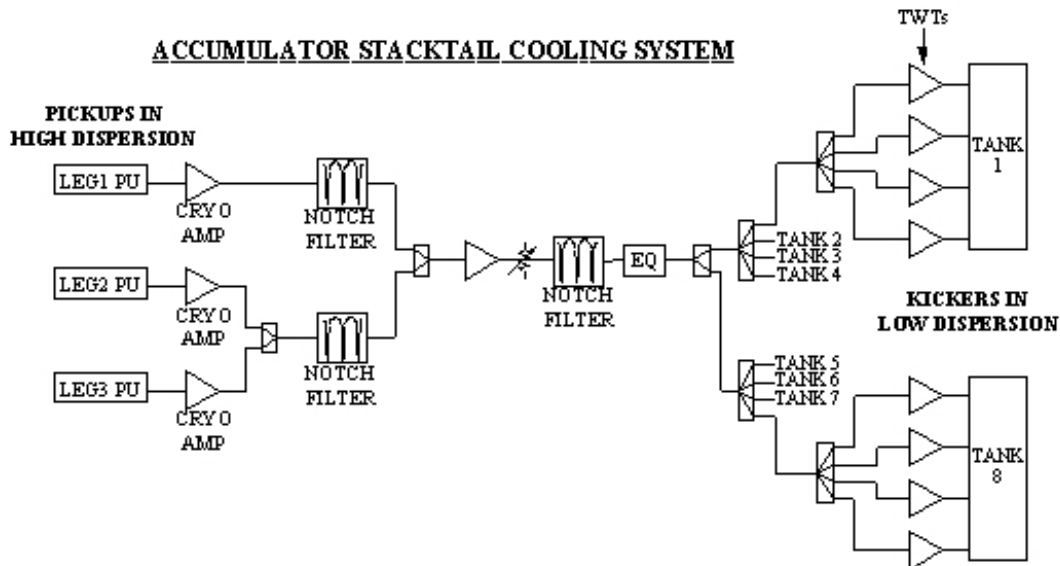 TWTs
ACCUMULATOR STACKTAIL COOLING SYSTEM
PICKUPS IN
HIGH DISPERSION
LEG1 PU
CRYO
AMP
NOTCH
FILTER
LEG2 PU
CRYO
AMP
LEG3 PU
CRYO
AMP
NOTCH
FILTER
NOTCH
FILTER
EQ
TANK
1
TANK 2
TANK 3
TANK 4
KICKERS IN
LOW DISPERSION
TANK 5
TANK 6
TANK 7
TANK
8